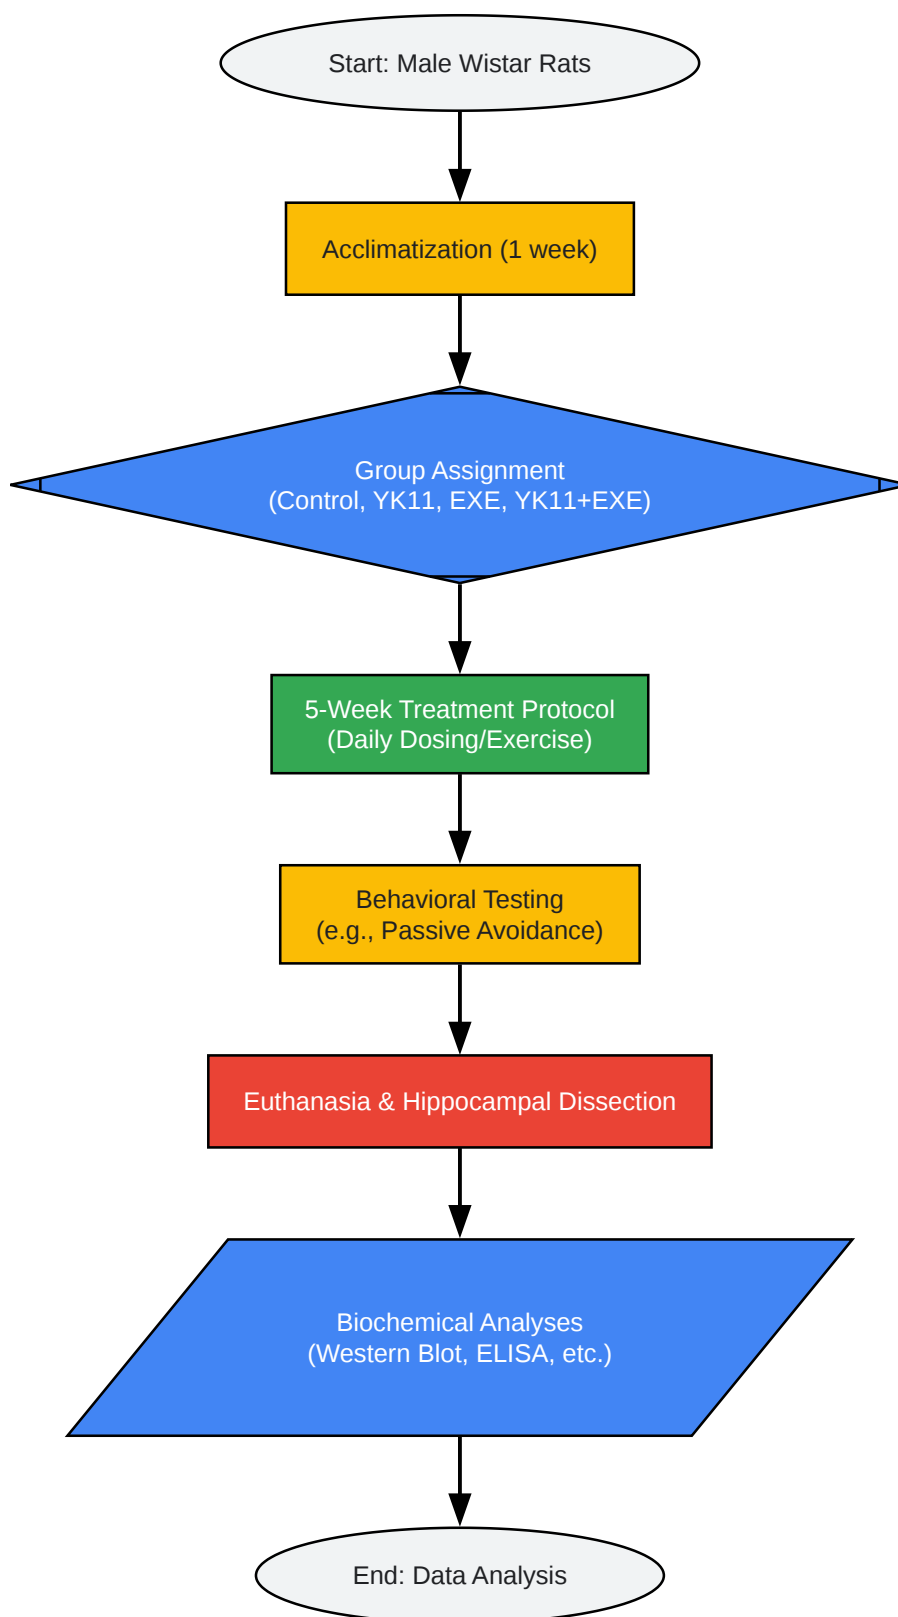 Start: Male Wistar Rats
Acclimatization (1 week)
Group Assignment
(Control, YK11, EXE, YK11+EXE)
5-Week Treatment Protocol
(Daily Dosing/Exercise)
Behavioral Testing
(e.g., Passive Avoidance)
Euthanasia & Hippocampal Dissection
Biochemical Analyses
(Western Blot, ELISA, etc.)
End: Data Analysis